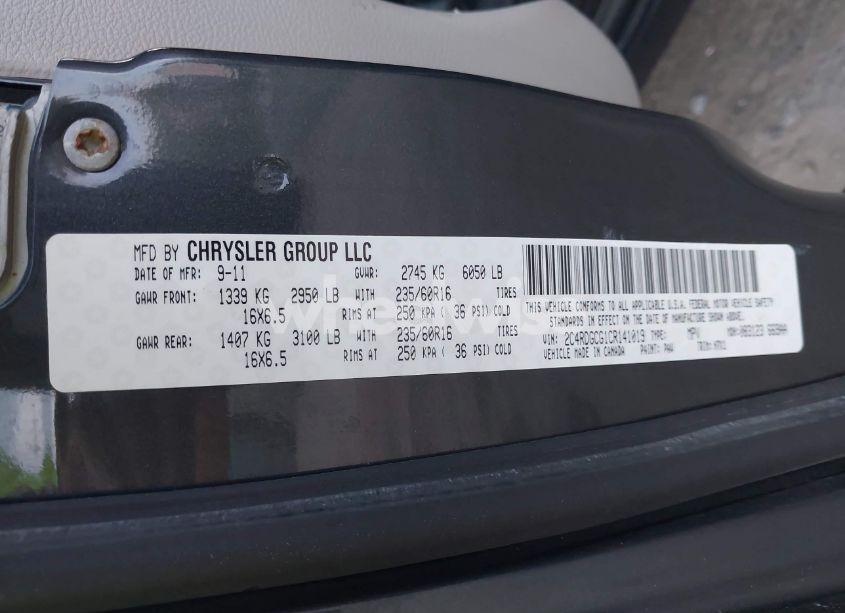 MFD BY CHRYSLER GROUP LLC
DATE OF MFR: 9-11 GVWR: 2745 KG 6050 LB
GAWR FRONT: 1339 KG 2950 LB WITH 235/60R16 TIRES
16X6.5 RIMS AT 250 KPA ( 36 PSI) COLD
GAWR REAR: 1407 KG 3100 LB WITH 235/60R16 TIRES
16X6.5 RIMS AT 250 KPA ( 36 PSI) COLD
THIS VEHICLE CONFORMS TO ALL APPLICABLE U.S.A. FEDERAL MOTOR VEHICLE SAFETY
STANDARDS IN EFFECT ON THE DATE OF MANUFACTURE SHOWN ABOVE.
VIN: 2C4RDGCG1CR141019 TYPE: MPV MDH:
VEHICLE MADE IN CANADA PAINT: TRIM: